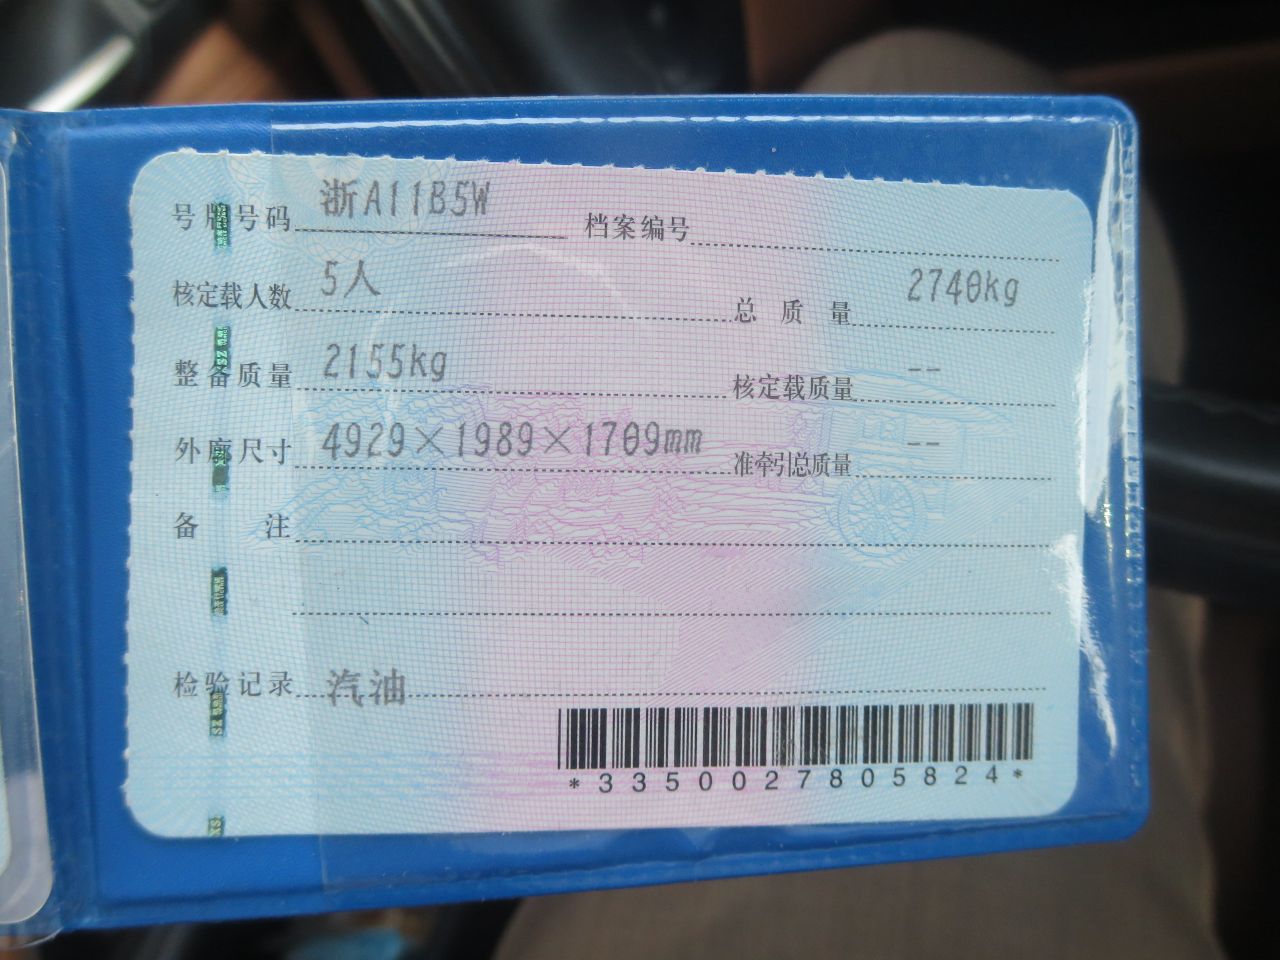 号牌号码 浙A11B5W 档案编号
核定载人数 5人 总质量 2740kg
整备质量 2155kg 核定载质量 --
外廓尺寸 4929×1989×1709mm 准牵引总质量 --
备注
检验记录 汽油
*3350027805824*